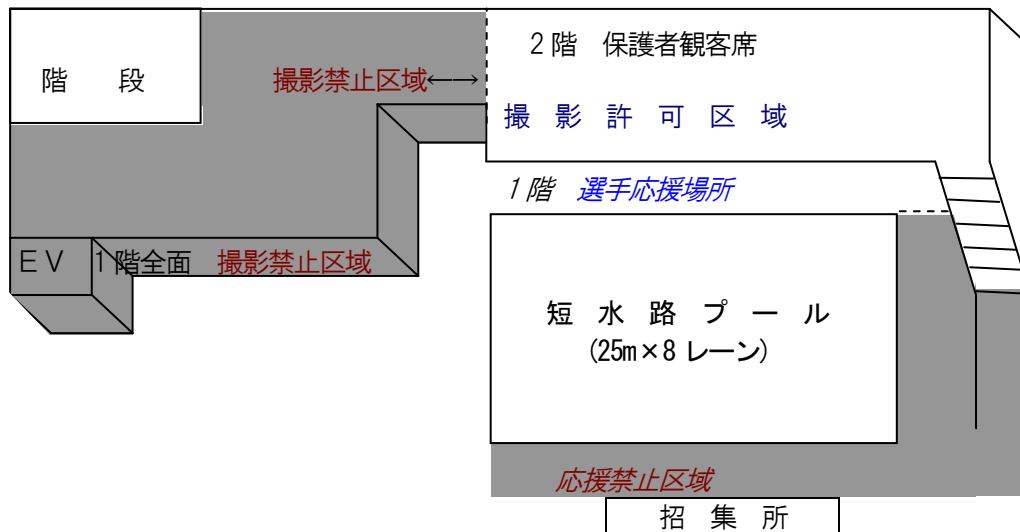 階 段
撮影禁止区域←→
2階 保護者観客席
撮 影 許 可 区 域
1階 選手応援場所
EV 1階全面 撮影禁止区域
短 水 路 プ ー ル
(25m×8レーン)
応援禁止区域
招 集 所